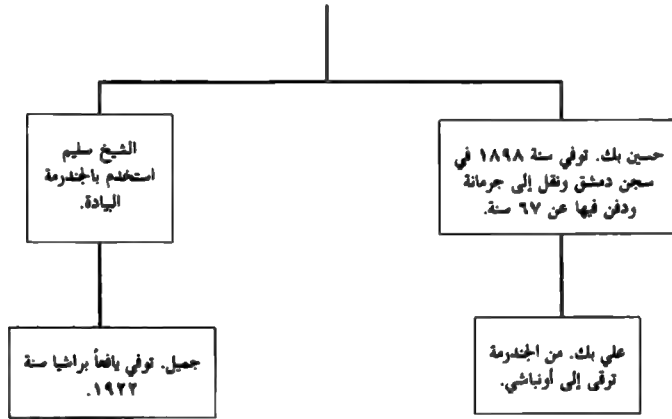 حسين بك. توفي سنة ١٨٩٨ في
سجن دمشق ونقل إلى جرمانة
ودفن فيها عن ٦٧ سنة.
الشيخ سليم
استخدم بالجندرمة
البيادة.
علي بك. من الجندرمة
ترقى إلى أونباشي.
جميل. توفي يافعاً براشيا سنة
١٩٢٢.